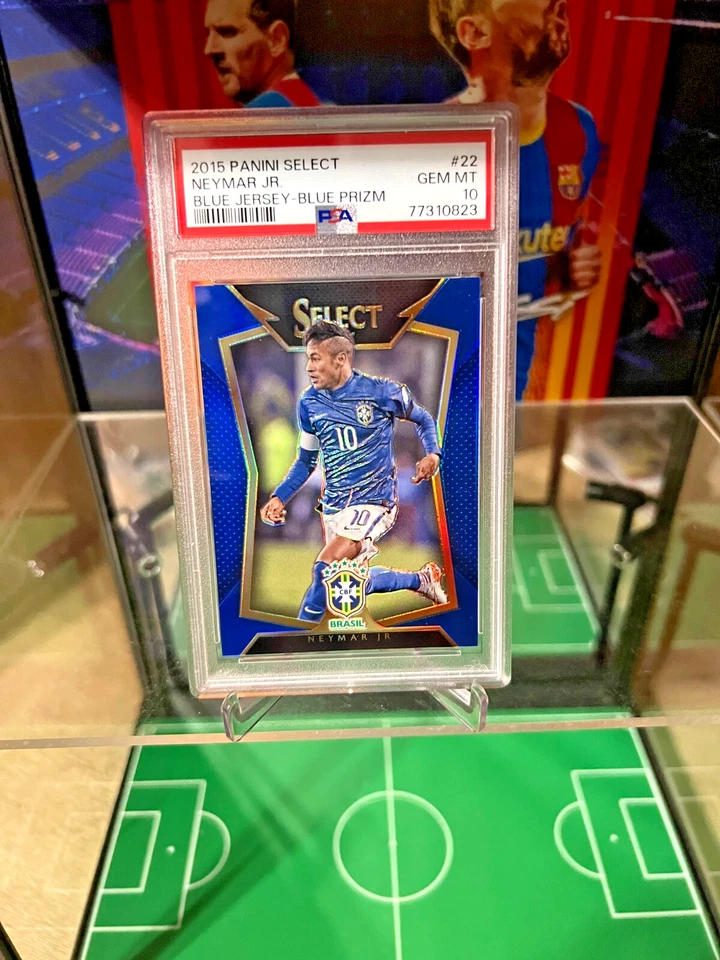 2015 PANINI SELECT #22
NEYMAR JR. GEM MT
BLUE JERSEY-BLUE PRIZM 10
PSA 77310823
SELECT
10
10
CBF
BRASIL
NEYMAR JR